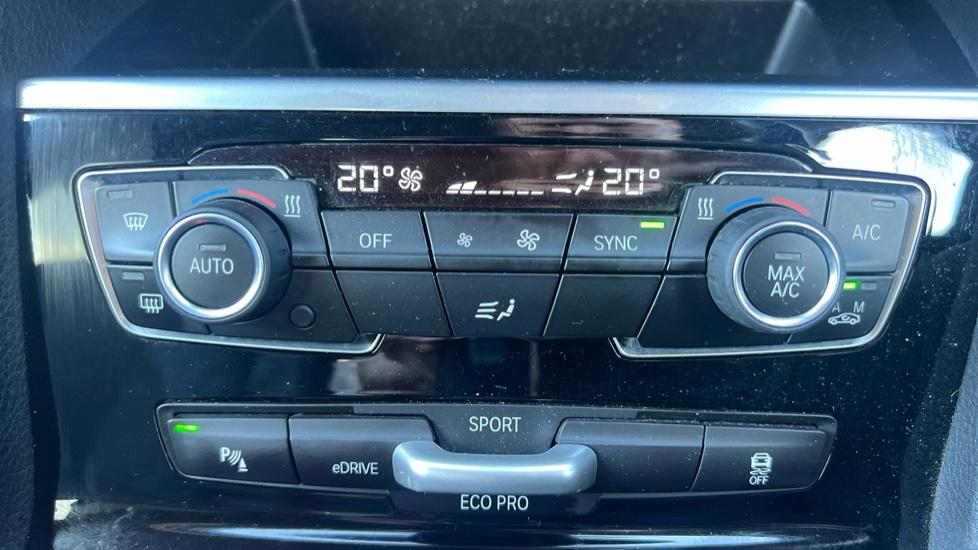 20° 20°
OFF SYNC A/C
AUTO MAX A/C
A M
SPORT
P eDRIVE OFF
ECO PRO